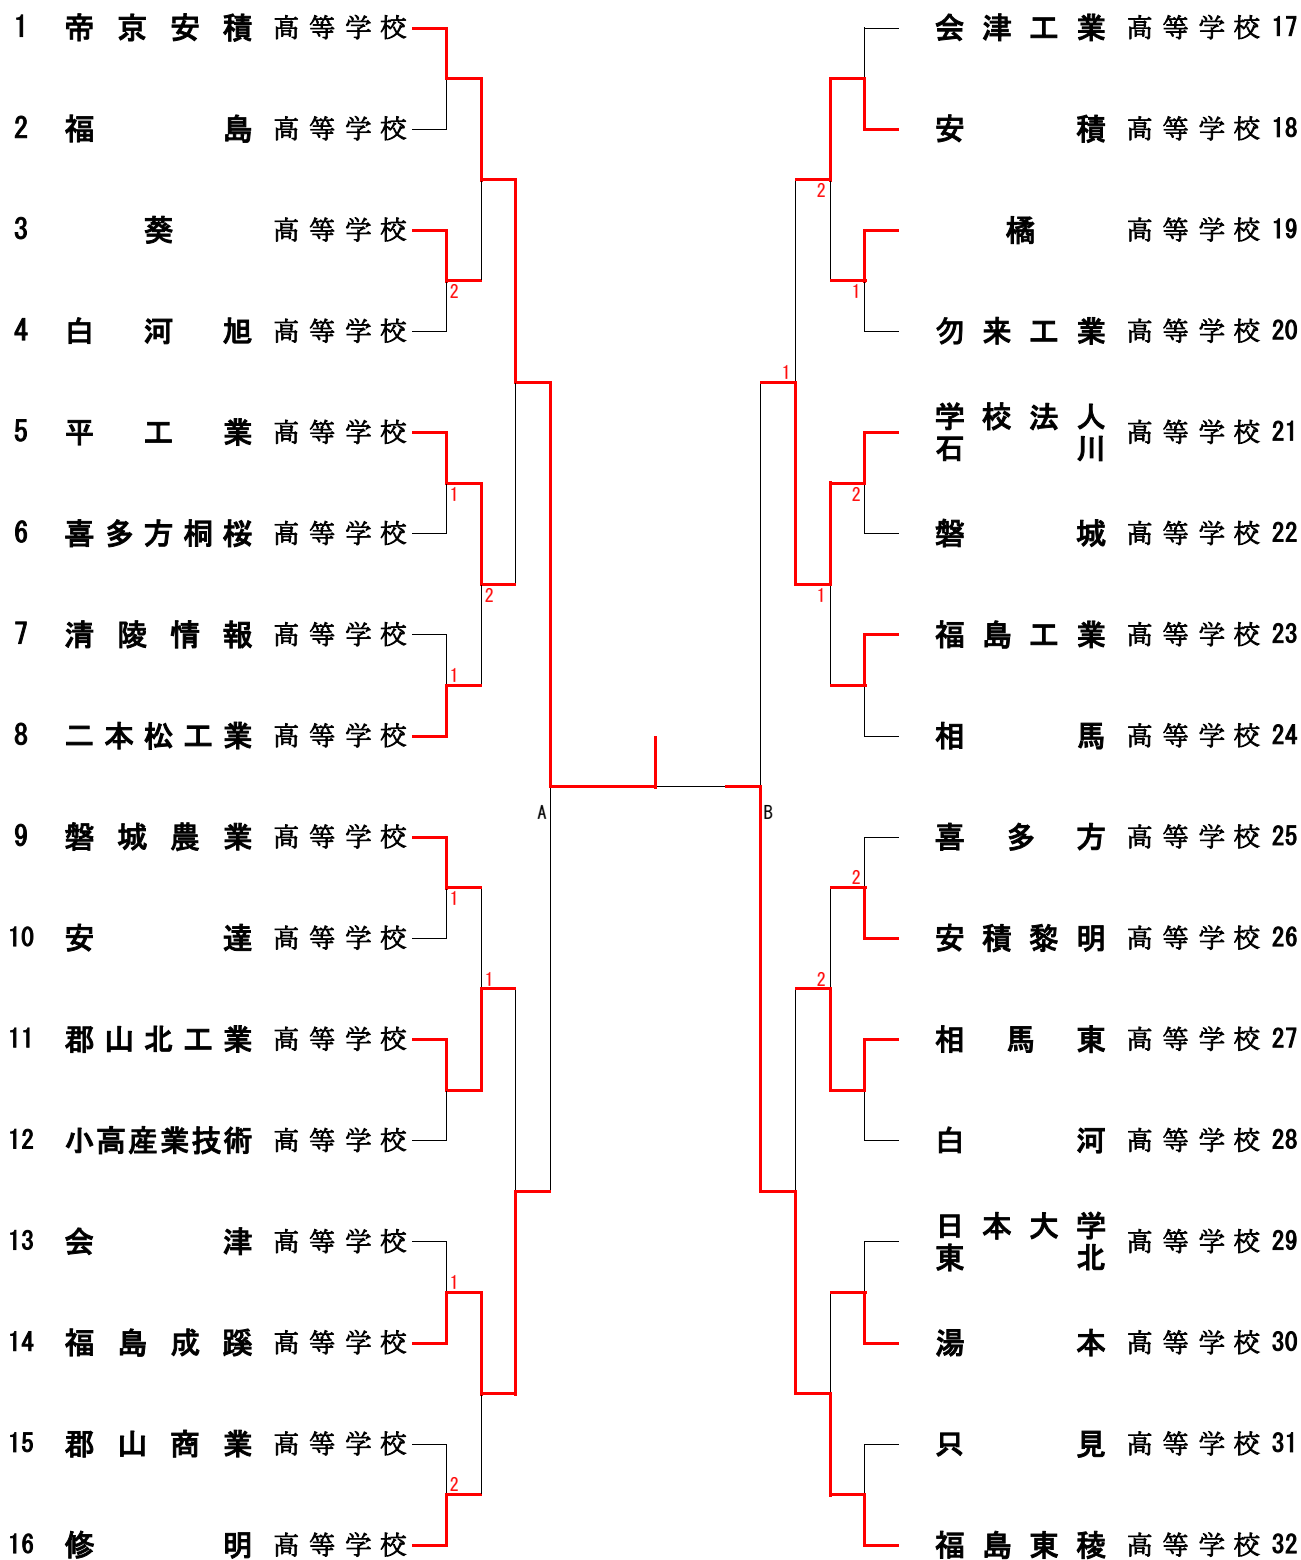 1 帝京安積 高等学校
2 福島 高等学校
3 葵 高等学校
2
4 白河旭 高等学校
5 平工業 高等学校
1
6 喜多方桐桜 高等学校
2
7 清陵情報 高等学校
1
8 二本松工業 高等学校
A
9 磐城農業 高等学校
1
10 安達 高等学校
1
11 郡山北工業 高等学校
12 小高産業技術 高等学校
13 会津 高等学校
1
14 福島成蹊 高等学校
15 郡山商業 高等学校
2
16 修明 高等学校
会津工業 高等学校 17
安積 高等学校 18
2
橘 高等学校 19
1
勿来工業 高等学校 20
1
学校法人
石川 高等学校 21
2
磐城 高等学校 22
1
福島工業 高等学校 23
相馬 高等学校 24
B
喜多方 高等学校 25
2
安積黎明 高等学校 26
2
相馬東 高等学校 27
白河 高等学校 28
日本大学
東北 高等学校 29
湯本 高等学校 30
只見 高等学校 31
福島東稜 高等学校 32